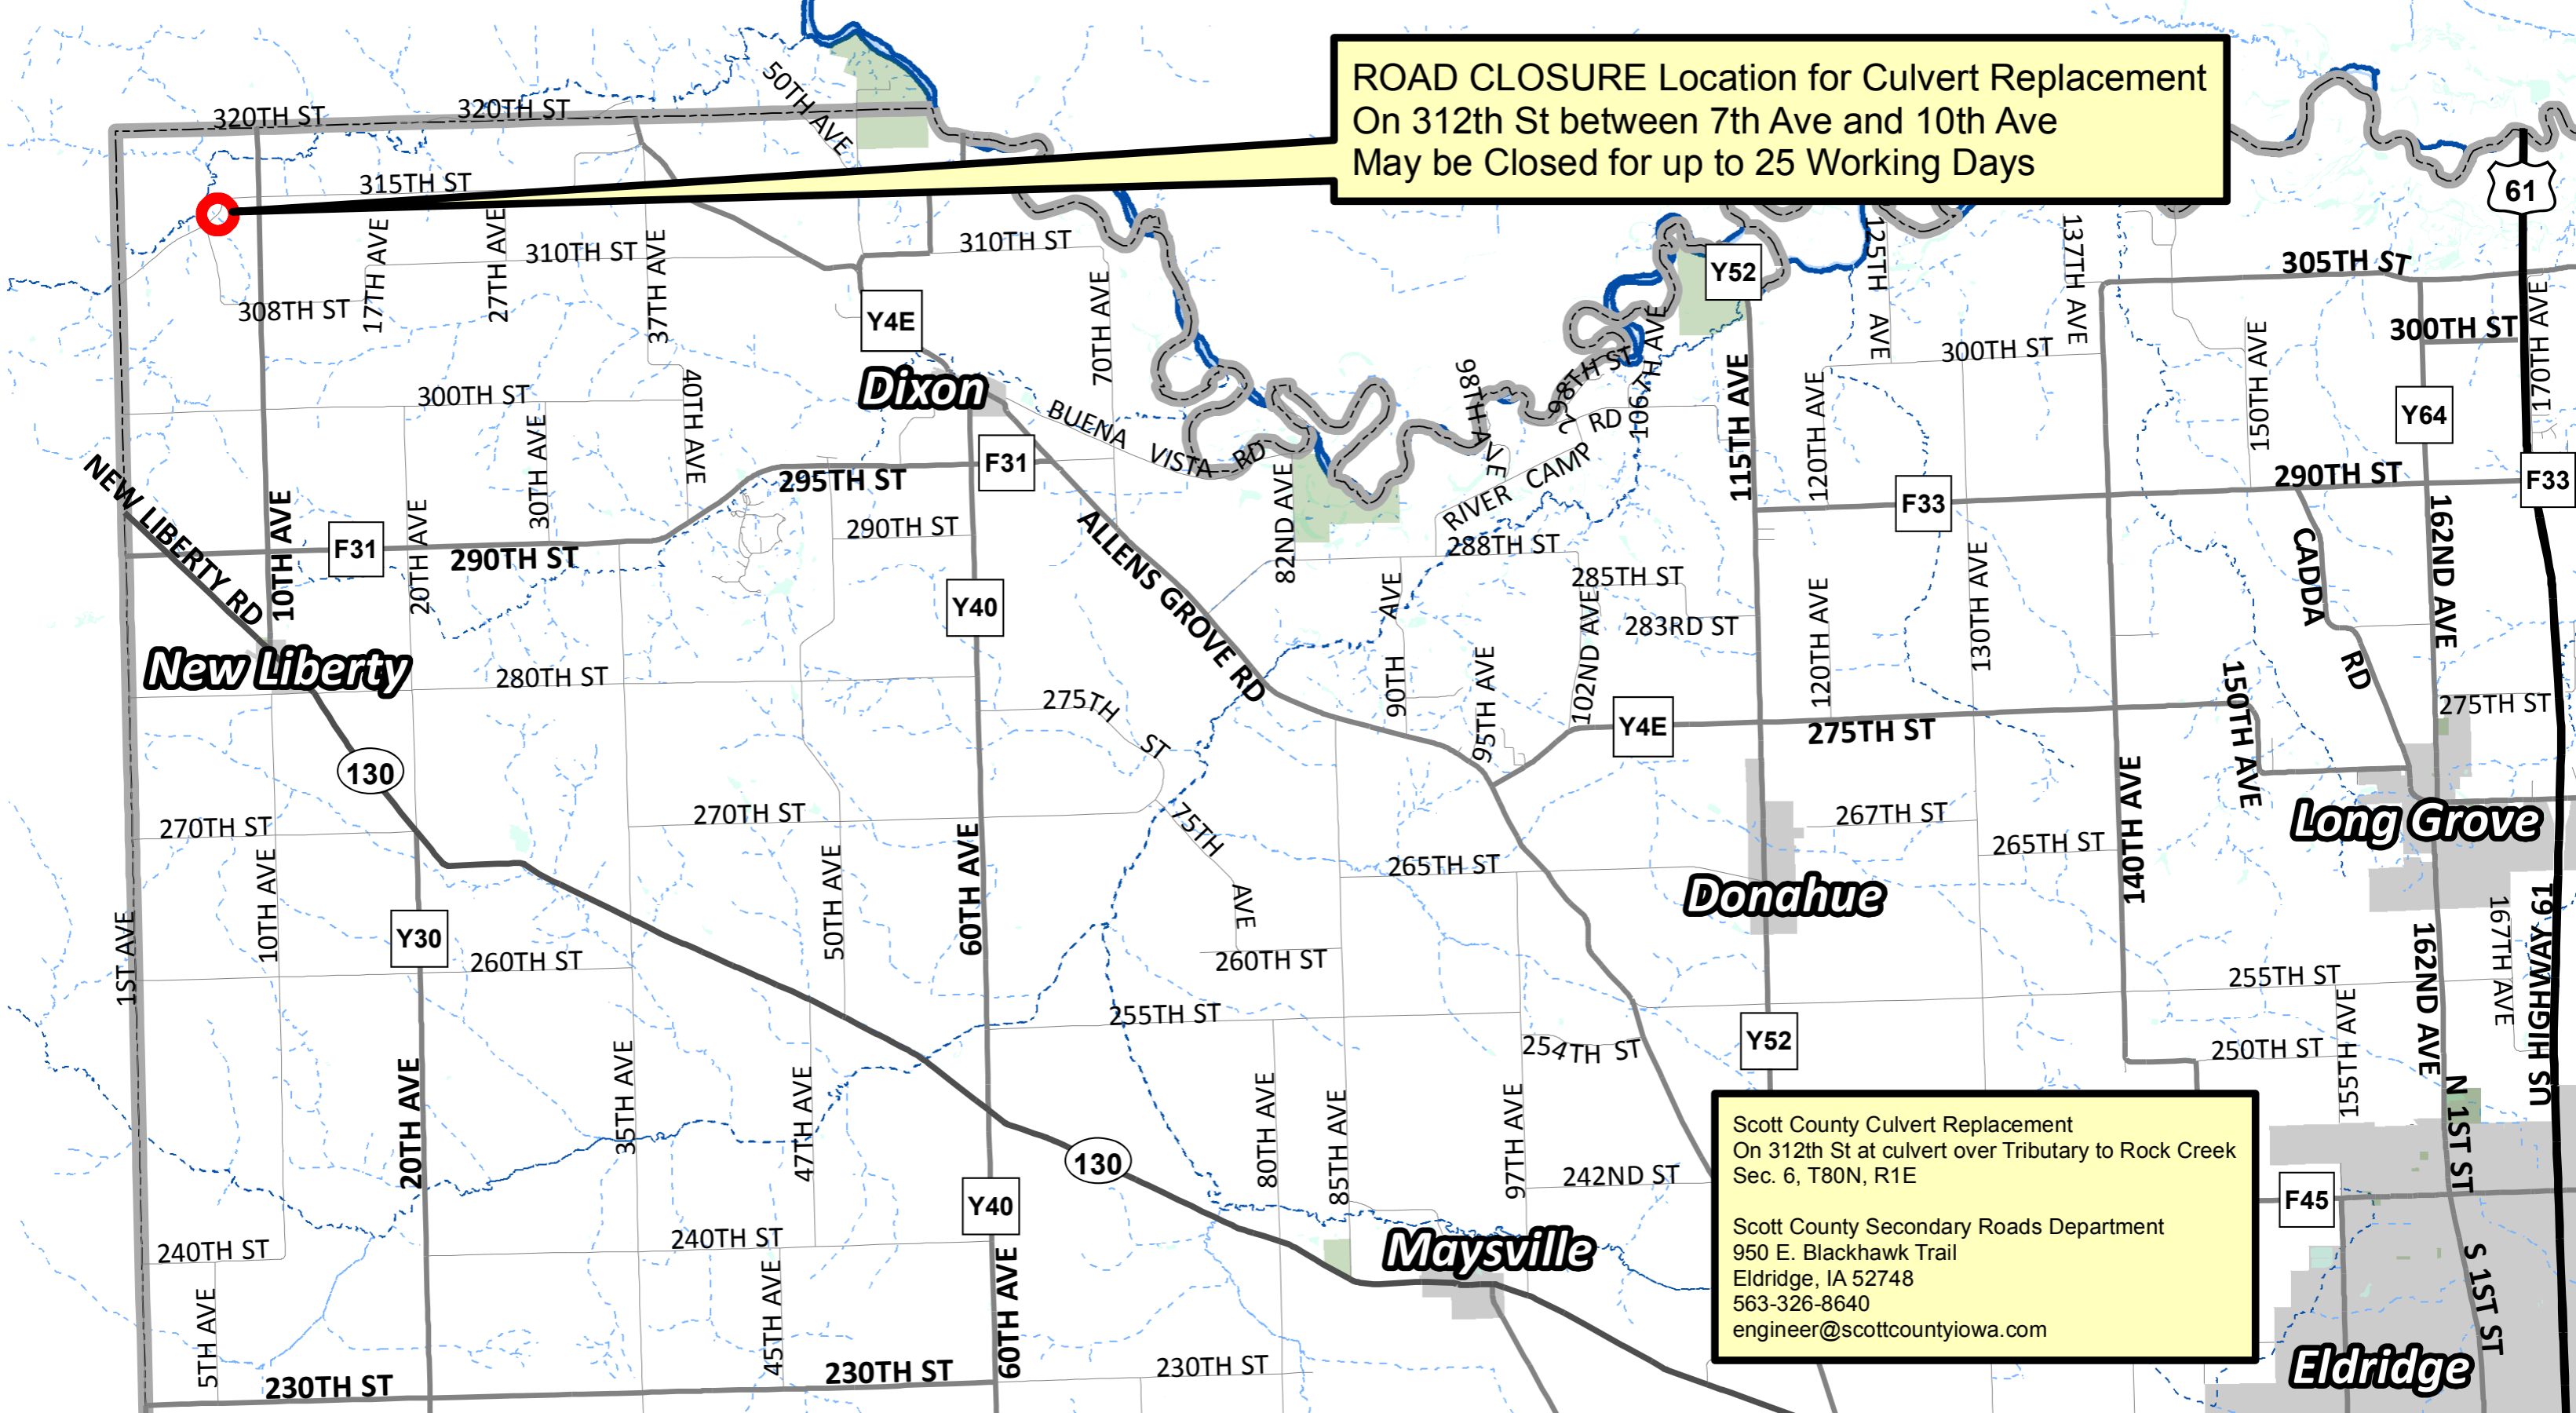 ROAD CLOSURE Location for Culvert Replacement
On 312th St between 7th Ave and 10th Ave
May be Closed for up to 25 Working Days
50TH AVE
320TH ST
320TH ST
315TH ST
61
17TH AVE
27TH AVE
310TH ST
37TH AVE
310TH ST
Y52
125TH AVE
137TH AVE
305TH ST
308TH ST
Y4E
70TH AVE
300TH ST
170TH AVE
300TH ST
150TH AVE
300TH ST
40TH AVE
Dixon
BUENA VISTA RD
98TH AVE
98TH ST
106TH AVE
RIVER CAMP RD
115TH AVE
120TH AVE
Y64
30TH AVE
295TH ST
F31
82ND AVE
290TH ST
F33
F33
NEW LIBERTY RD
10TH AVE
F31
20TH AVE
290TH ST
290TH ST
ALLENS GROVE RD
288TH ST
285TH ST
283RD ST
102ND AVE
90TH AVE
95TH AVE
120TH AVE
130TH AVE
CADDA RD
162ND AVE
Y40
New Liberty
280TH ST
275TH ST
Y4E
275TH ST
150TH AVE
275TH ST
130
270TH ST
270TH ST
75TH AVE
267TH ST
265TH ST
265TH ST
140TH AVE
Long Grove
10TH AVE
50TH AVE
60TH AVE
Donahue
1ST AVE
Y30
260TH ST
260TH ST
162ND AVE
167TH AVE
US HIGHWAY 61
255TH ST
255TH ST
254TH ST
Y52
250TH ST
155TH AVE
20TH AVE
35TH AVE
47TH AVE
80TH AVE
85TH AVE
97TH AVE
130
242ND ST
N 1ST ST
Y40
F45
240TH ST
240TH ST
Maysville
Scott County Culvert Replacement
On 312th St at culvert over Tributary to Rock Creek
Sec. 6, T80N, R1E
Scott County Secondary Roads Department
950 E. Blackhawk Trail
Eldridge, IA 52748
563-326-8640
engineer@scottcountyiowa.com
5TH AVE
45TH AVE
60TH AVE
S 1ST ST
230TH ST
230TH ST
230TH ST
Eldridge